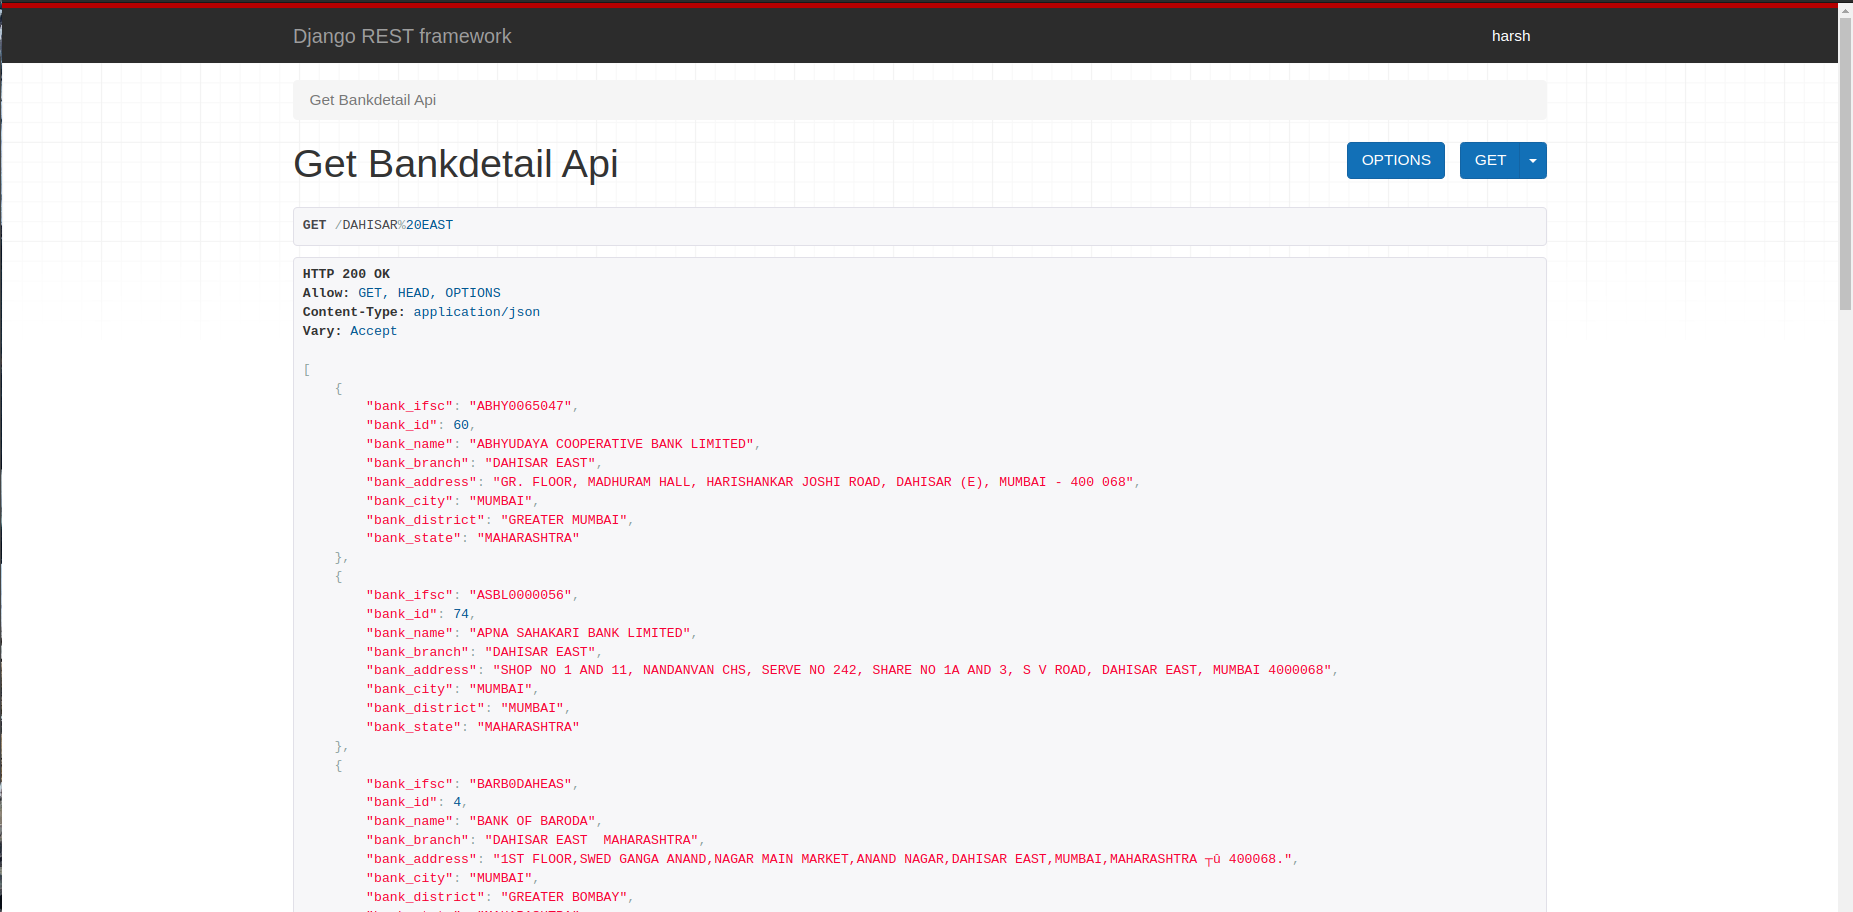 Django REST framework
harsh
Get Bankdetail Api
Get Bankdetail Api
OPTIONS
GET
GET /DAHISAR%20EAST
HTTP 200 OK
Allow: GET, HEAD, OPTIONS
Content-Type: application/json
Vary: Accept
[
    {
        "bank_ifsc": "ABHY0065047",
        "bank_id": 60,
        "bank_name": "ABHYUDAYA COOPERATIVE BANK LIMITED",
        "bank_branch": "DAHISAR EAST",
        "bank_address": "GR. FLOOR, MADHURAM HALL, HARISHANKAR JOSHI ROAD, DAHISAR (E), MUMBAI - 400 068",
        "bank_city": "MUMBAI",
        "bank_district": "GREATER MUMBAI",
        "bank_state": "MAHARASHTRA"
    },
    {
        "bank_ifsc": "ASBL0000056",
        "bank_id": 74,
        "bank_name": "APNA SAHAKARI BANK LIMITED",
        "bank_branch": "DAHISAR EAST",
        "bank_address": "SHOP NO 1 AND 11, NANDANVAN CHS, SERVE NO 242, SHARE NO 1A AND 3, S V ROAD, DAHISAR EAST, MUMBAI 4000068",
        "bank_city": "MUMBAI",
        "bank_district": "MUMBAI",
        "bank_state": "MAHARASHTRA"
    },
    {
        "bank_ifsc": "BARB0DAHEAS",
        "bank_id": 4,
        "bank_name": "BANK OF BARODA",
        "bank_branch": "DAHISAR EAST  MAHARASHTRA",
        "bank_address": "1ST FLOOR,SWED GANGA ANAND,NAGAR MAIN MARKET,ANAND NAGAR,DAHISAR EAST,MUMBAI,MAHARASHTRA ┬û 400068.",
        "bank_city": "MUMBAI",
        "bank_district": "GREATER BOMBAY",